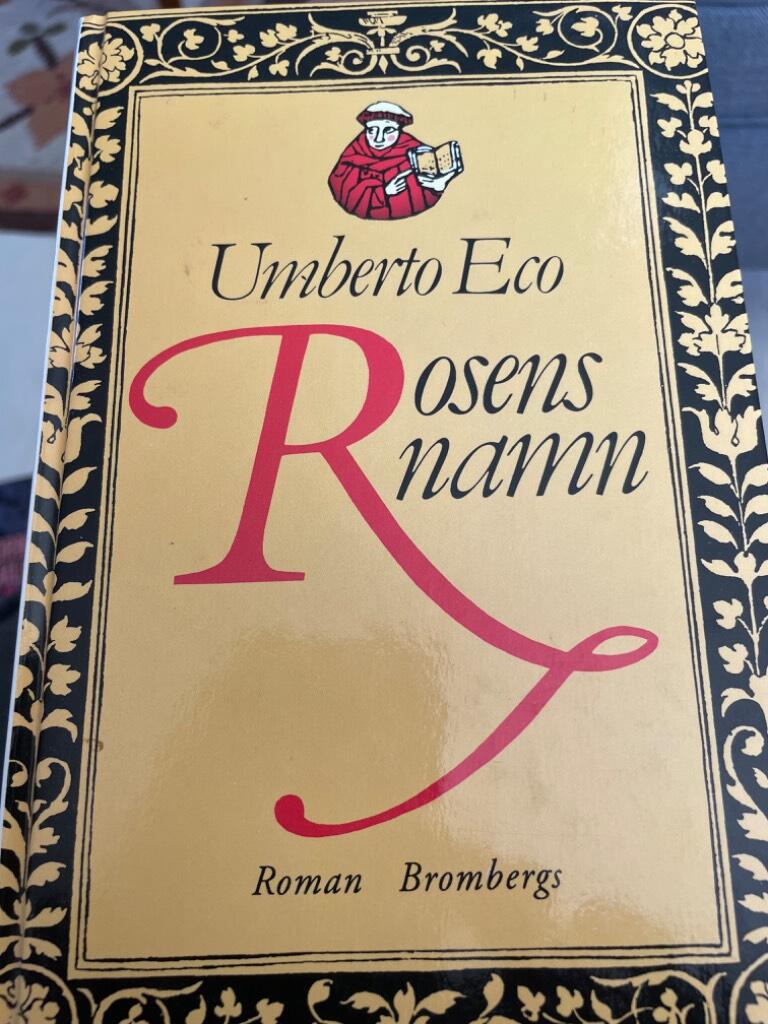 Umberto Eco
Rosens
namn
Roman Brombergs